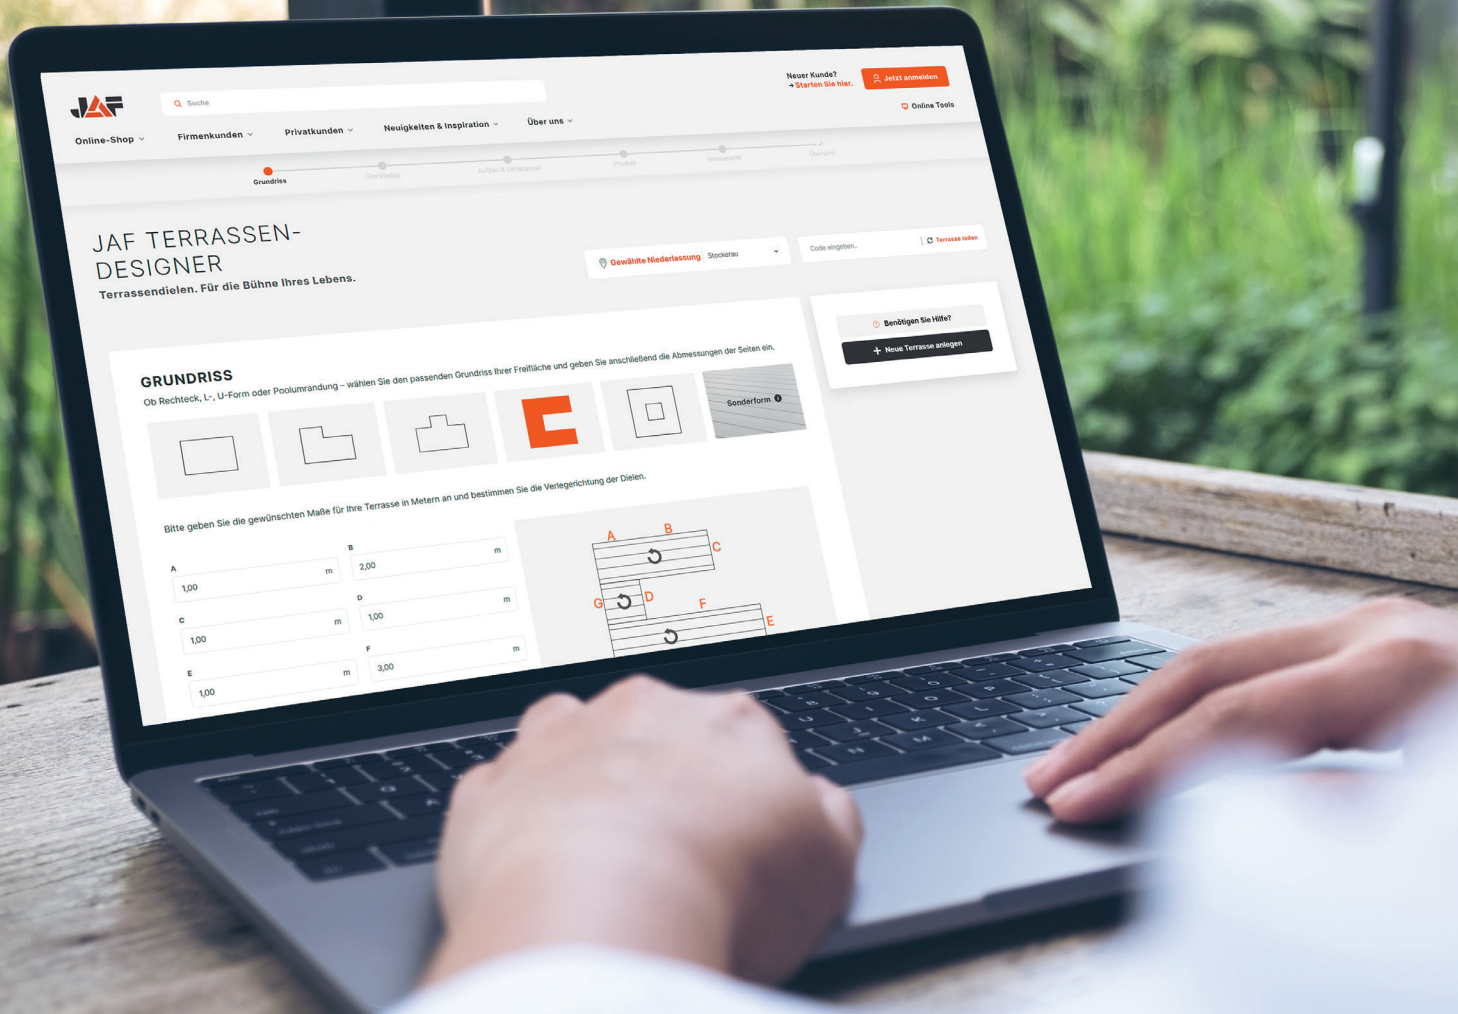 JAF
Suche
Neuer Kunde?
→ Starten Sie hier.
Jetzt anmelden
Online-Shop
Firmenkunden
Privatkunden
Neuigkeiten & Inspiration
Über uns
Online Tools
Grundriss
Produkt
Übersicht
JAF TERRASSEN-
DESIGNER
Terrassendielen. Für die Bühne Ihres Lebens.
Gewählte Niederlassung
Stockerau
Code eingeben..
Terrasse laden
Benötigen Sie Hilfe?
+ Neue Terrasse anlegen
GRUNDRISS
Ob Rechteck, L-, U-Form oder Poolumrandung – wählen Sie den passenden Grundriss Ihrer Freifläche und geben Sie anschließend die Abmessungen der Seiten ein.
Sonderform
Bitte geben Sie die gewünschten Maße für Ihre Terrasse in Metern an und bestimmen Sie die Verlegerichtung der Dielen.
A
1,00 m
B
2,00 m
C
1,00 m
D
1,00 m
E
1,00 m
F
3,00 m
A
B
C
G
D
F
E